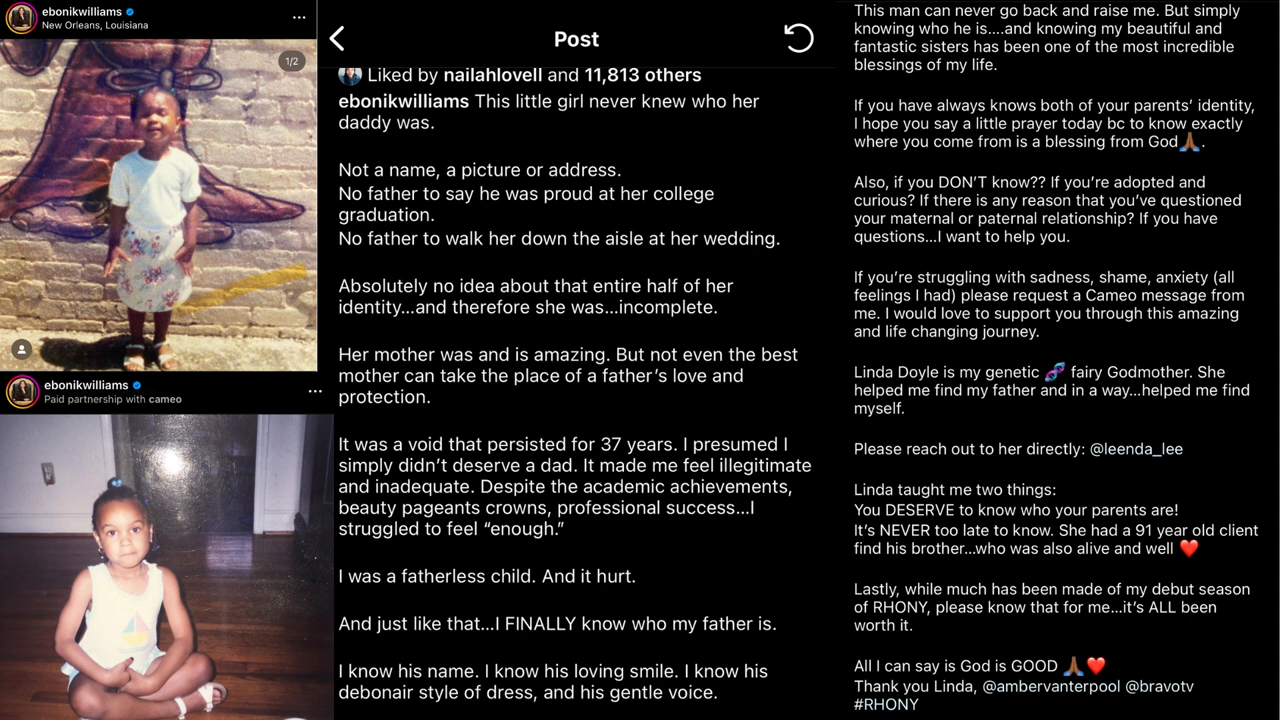 ebonikwilliams
New Orleans, Louisiana
1/2
ebonikwilliams
Paid partnership with cameo
Post
Liked by nailahlovell and 11,813 others
ebonikwilliams This little girl never knew who her
daddy was.
Not a name, a picture or address.
No father to say he was proud at her college
graduation.
No father to walk her down the aisle at her wedding.
Absolutely no idea about that entire half of her
identity...and therefore she was...incomplete.
Her mother was and is amazing. But not even the best
mother can take the place of a father's love and
protection.
It was a void that persisted for 37 years. I presumed I
simply didn't deserve a dad. It made me feel illegitimate
and inadequate. Despite the academic achievements,
beauty pageants crowns, professional success...I
struggled to feel “enough.”
I was a fatherless child. And it hurt.
And just like that...I FINALLY know who my father is.
I know his name. I know his loving smile. I know his
debonair style of dress, and his gentle voice.
This man can never go back and raise me. But simply
knowing who he is....and knowing my beautiful and
fantastic sisters has been one of the most incredible
blessings of my life.
If you have always knows both of your parents' identity,
I hope you say a little prayer today bc to know exactly
where you come from is a blessing from God🙏🏾.
Also, if you DON'T know?? If you're adopted and
curious? If there is any reason that you've questioned
your maternal or paternal relationship? If you have
questions...I want to help you.
If you're struggling with sadness, shame, anxiety (all
feelings I had) please request a Cameo message from
me. I would love to support you through this amazing
and life changing journey.
Linda Doyle is my genetic 🧬 fairy Godmother. She
helped me find my father and in a way...helped me find
myself.
Please reach out to her directly: @leenda_lee
Linda taught me two things:
You DESERVE to know who your parents are!
It's NEVER too late to know. She had a 91 year old client
find his brother...who was also alive and well ❤️
Lastly, while much has been made of my debut season
of RHONY, please know that for me...it's ALL been
worth it.
All I can say is God is GOOD 🙏🏾❤️
Thank you Linda, @ambervanterpool @bravotv
#RHONY